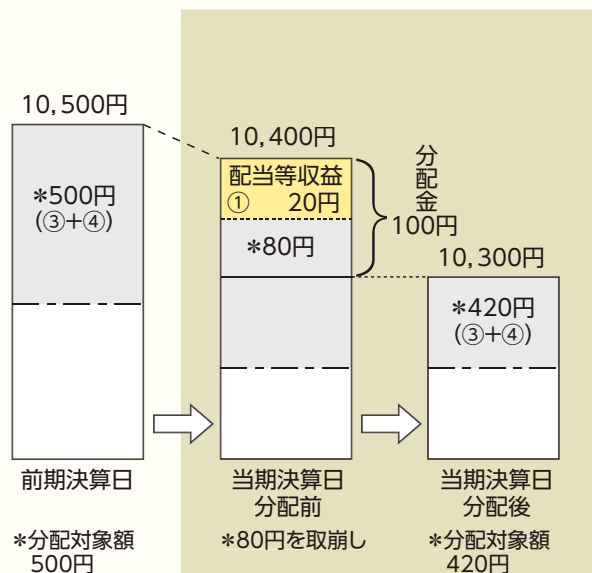 10,500円
*500円
(③+④)
前期決算日
*分配対象額
500円
10,400円
配当等収益
① 20円
*80円
分配金
100円
当期決算日
分配前
*80円を取崩し
10,300円
*420円
(③+④)
当期決算日
分配後
*分配対象額
420円